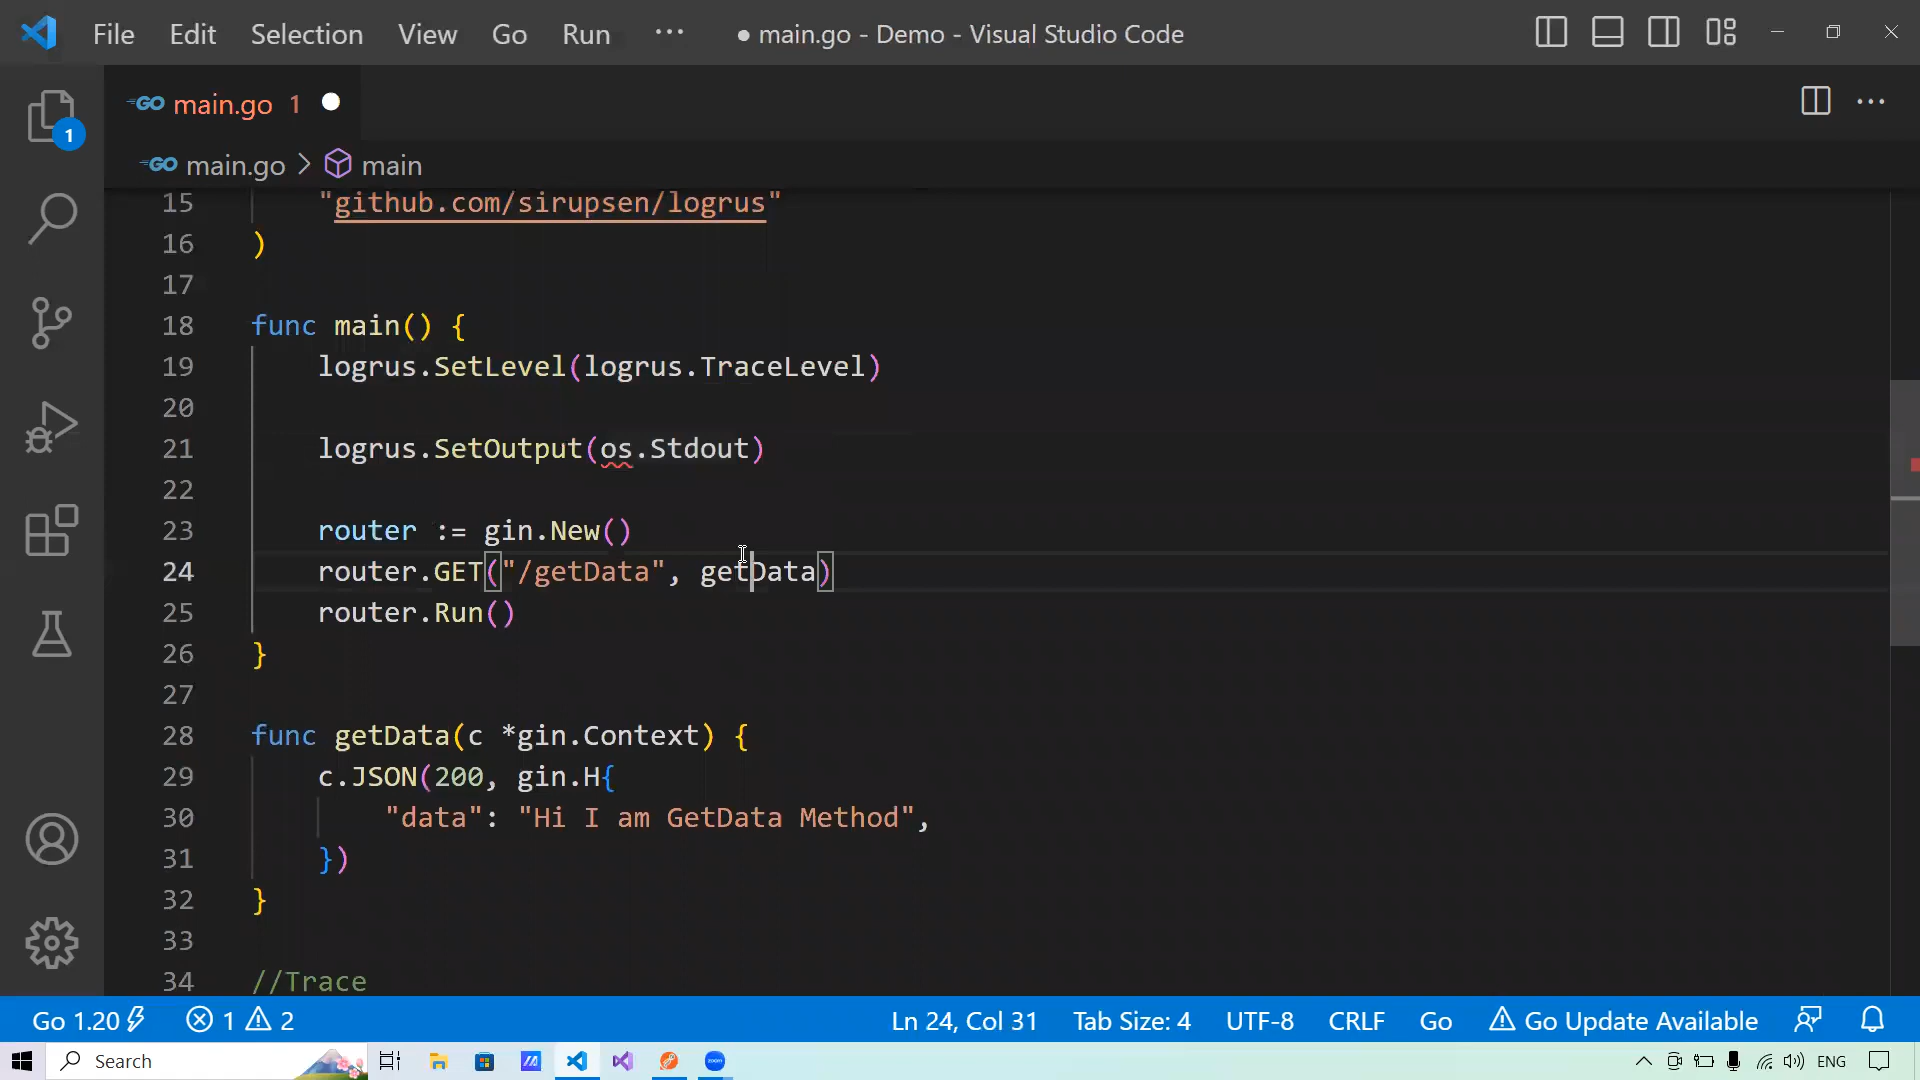 File Edit Selection View Go Run ··· ● main.go - Demo - Visual Studio Code
1
GO main.go 1 ●
GO main.go > main
15 "github.com/sirupsen/logrus"
16 )
17
18 func main() {
19 logrus.SetLevel(logrus.TraceLevel)
20
21 logrus.SetOutput(os.Stdout)
22
23 router := gin.New()
24 router.GET("/getData", getData)
25 router.Run()
26 }
27
28 func getData(c *gin.Context) {
29 c.JSON(200, gin.H{
30 "data": "Hi I am GetData Method",
31 })
32 }
33
34 //Trace
Go 1.20 1 2 Ln 24, Col 31 Tab Size: 4 UTF-8 CRLF Go Go Update Available
Search zoom ENG